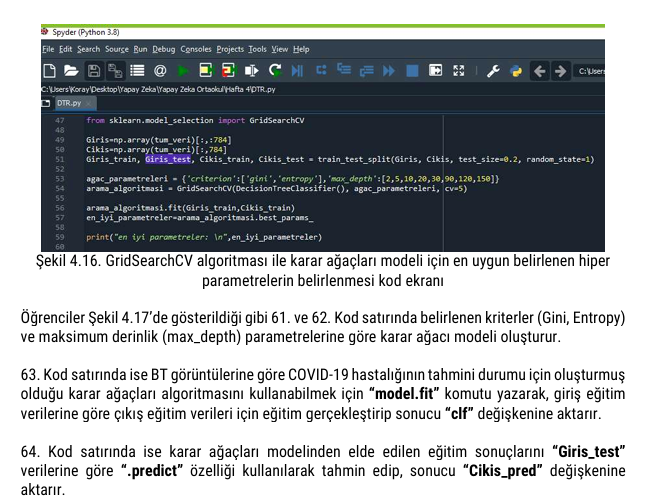 Spyder (Python 3.8)
File Edit Search Source Run Debug Consoles Projects Tools View Help
C:\Users
C:\Users\Koray\Desktop\Yapay Zeka\Yapay Zeka Ortaokul\Hafta 4\DTR.py
DTR.py
47 from sklearn.model_selection import GridSearchCV
48
49 Giris=np.array(tum_veri)[:,:784]
50 Cikis=np.array(tum_veri)[:,784]
51 Giris_train, Giris_test, Cikis_train, Cikis_test = train_test_split(Giris, Cikis, test_size=0.2, random_state=1)
52
53 agac_parametreleri = {'criterion':['gini','entropy'],'max_depth':[2,5,10,20,30,90,120,150]}
54 arama_algoritmasi = GridSearchCV(DecisionTreeClassifier(), agac_parametreleri, cv=5)
55
56 arama_algoritmasi.fit(Giris_train,Cikis_train)
57 en_iyi_parametreler=arama_algoritmasi.best_params_
58
59 print("en iyi parametreler: \n",en_iyi_parametreler)
60
Şekil 4.16. GridSearchCV algoritması ile karar ağaçları modeli için en uygun belirlenen hiper
parametrelerin belirlenmesi kod ekranı
Öğrenciler Şekil 4.17’de gösterildiği gibi 61. ve 62. Kod satırında belirlenen kriterler (Gini, Entropy)
ve maksimum derinlik (max_depth) parametrelerine göre karar ağacı modeli oluşturur.
63. Kod satırında ise BT görüntülerine göre COVID-19 hastalığının tahmini durumu için oluşturmuş
olduğu karar ağaçları algoritmasını kullanabilmek için “model.fit” komutu yazarak, giriş eğitim
verilerine göre çıkış eğitim verileri için eğitim gerçekleştirip sonucu “clf” değişkenine aktarır.
64. Kod satırında ise karar ağaçları modelinden elde edilen eğitim sonuçlarını “Giris_test”
verilerine göre “.predict” özelliği kullanılarak tahmin edip, sonucu “Cikis_pred” değişkenine
aktarır.